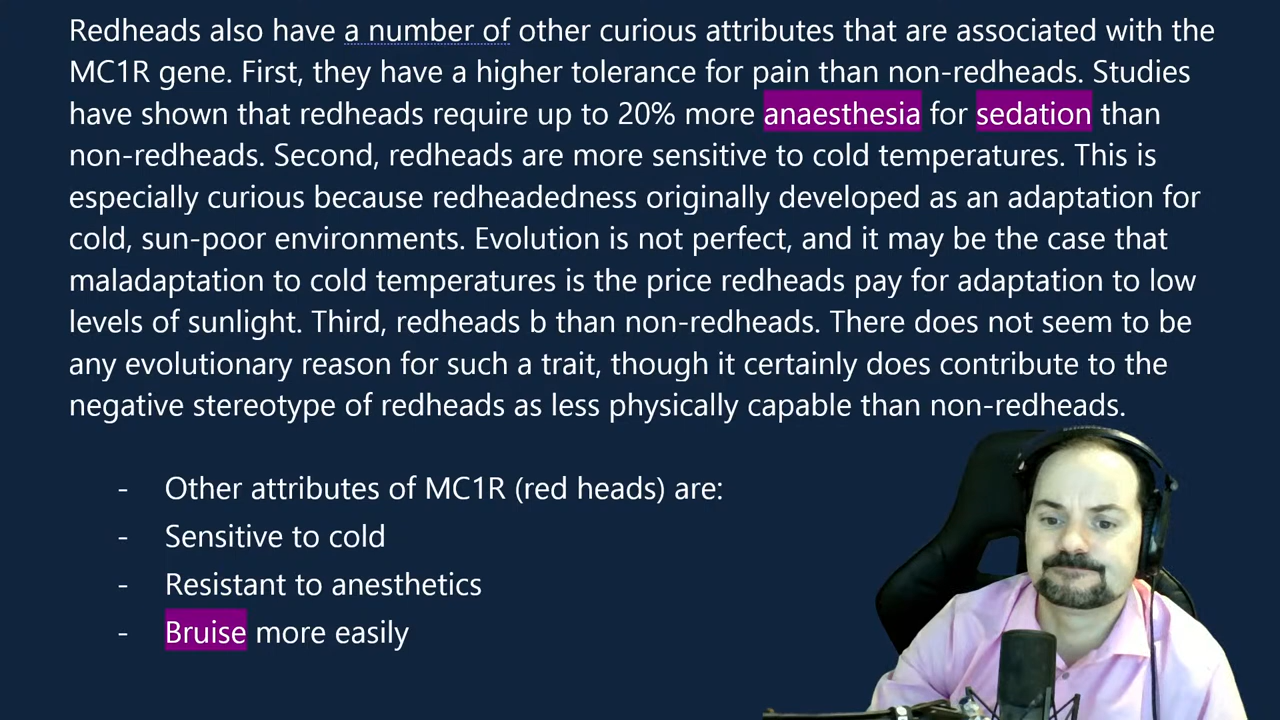 Redheads also have a number of other curious attributes that are associated with the
MC1R gene. First, they have a higher tolerance for pain than non-redheads. Studies
have shown that redheads require up to 20% more anaesthesia for sedation than
non-redheads. Second, redheads are more sensitive to cold temperatures. This is
especially curious because redheadedness originally developed as an adaptation for
cold, sun-poor environments. Evolution is not perfect, and it may be the case that
maladaptation to cold temperatures is the price redheads pay for adaptation to low
levels of sunlight. Third, redheads b than non-redheads. There does not seem to be
any evolutionary reason for such a trait, though it certainly does contribute to the
negative stereotype of redheads as less physically capable than non-redheads.
- Other attributes of MC1R (red heads) are:
- Sensitive to cold
- Resistant to anesthetics
- Bruise more easily